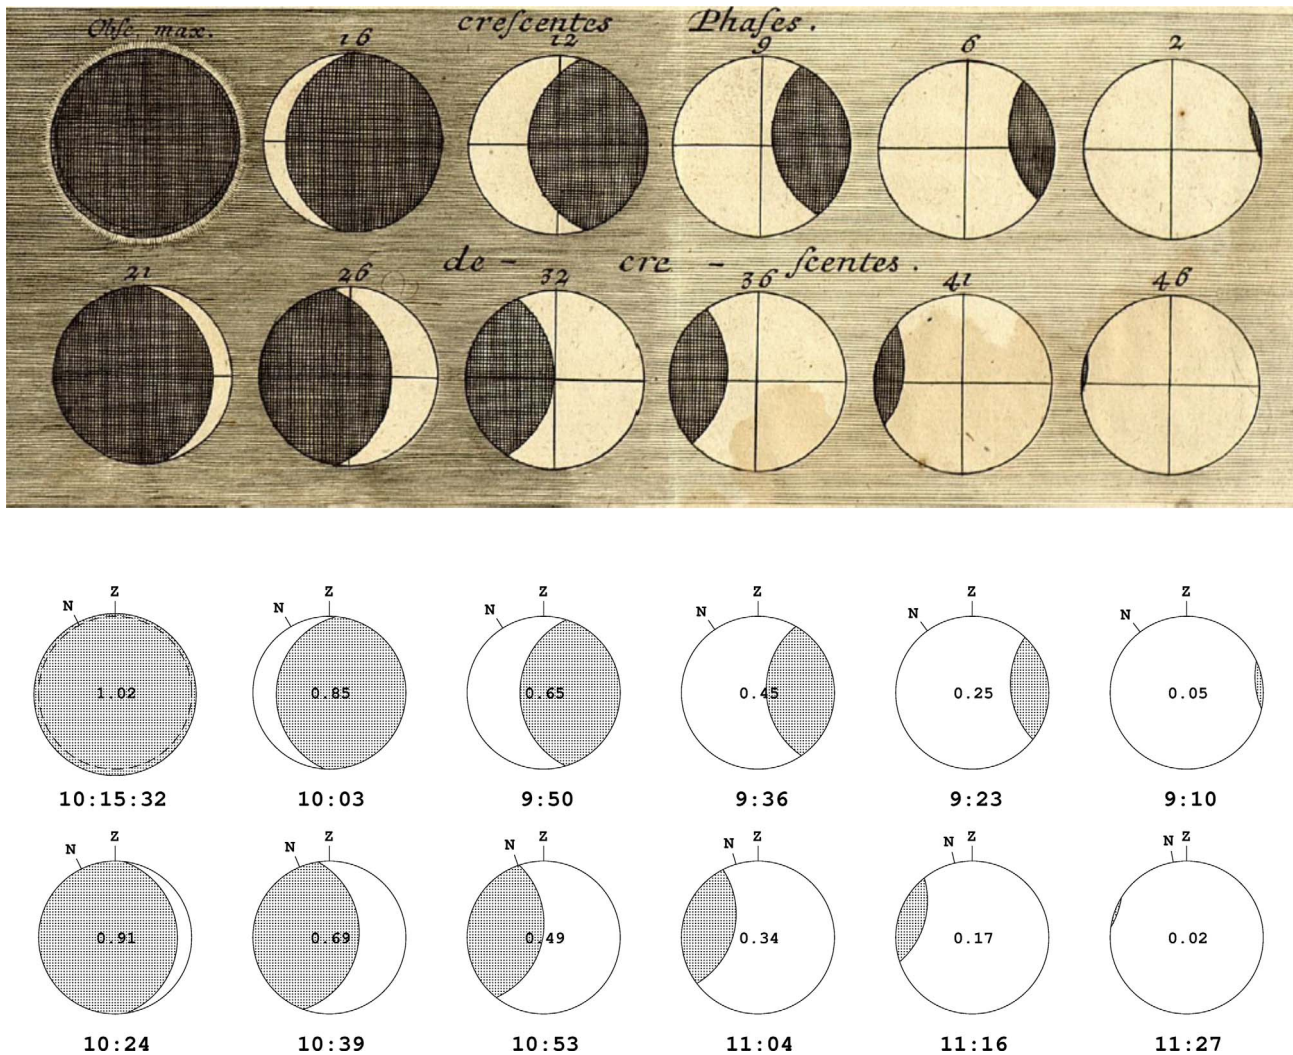 Obſc. max. creſcentes Phaſes.
16 12 9 6 2
de- cre- ſcentes.
21 26 32 36 41 46
N Z N Z N Z N Z N Z N Z
1.02 0.85 0.65 0.45 0.25 0.05
10:15:32 10:03 9:50 9:36 9:23 9:10
N Z N Z N Z N Z N Z N Z
0.91 0.69 0.49 0.34 0.17 0.02
10:24 10:39 10:53 11:04 11:16 11:27